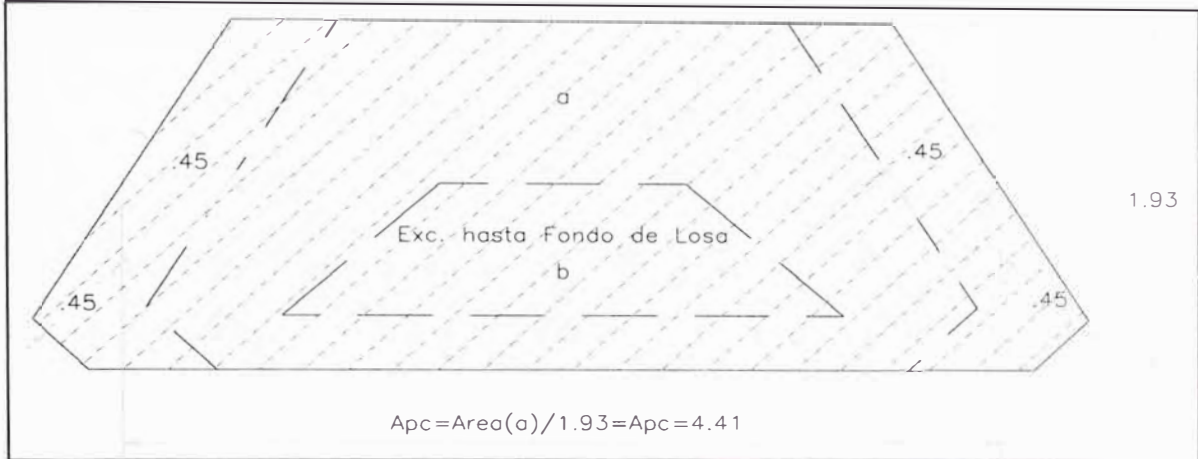 a
.45
.45
1.93
Exc. hasta Fondo de Losa
b
.45
.45
Apc=Area(a)/1.93=Apc=4.41